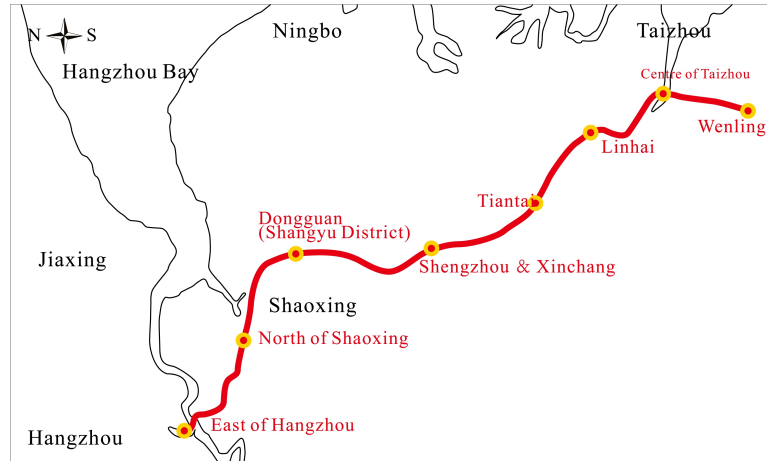 Ningbo
Taizhou
N S
Hangzhou Bay
Centre of Taizhou
Wenling
Linhai
Tiantai
Dongguan
(Shangyu District)
Jiaxing
Shengzhou & Xinchang
Shaoxing
North of Shaoxing
East of Hangzhou
Hangzhou